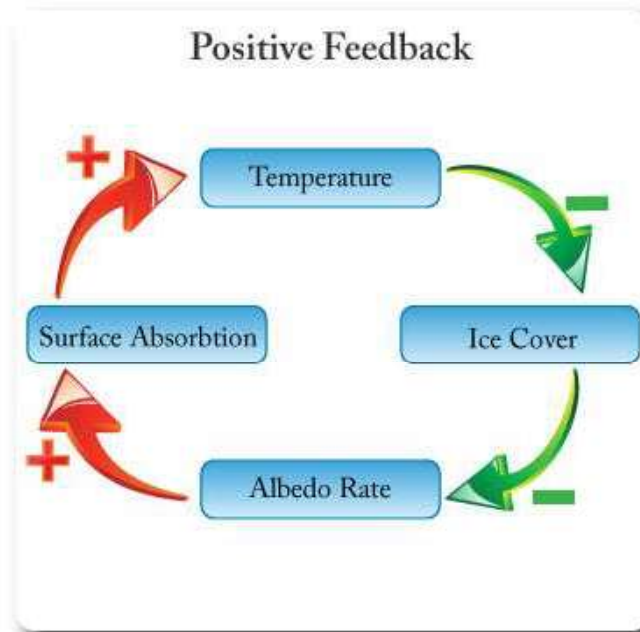 Positive Feedback
+
Temperature
−
Surface Absorbtion
Ice Cover
+
Albedo Rate
−